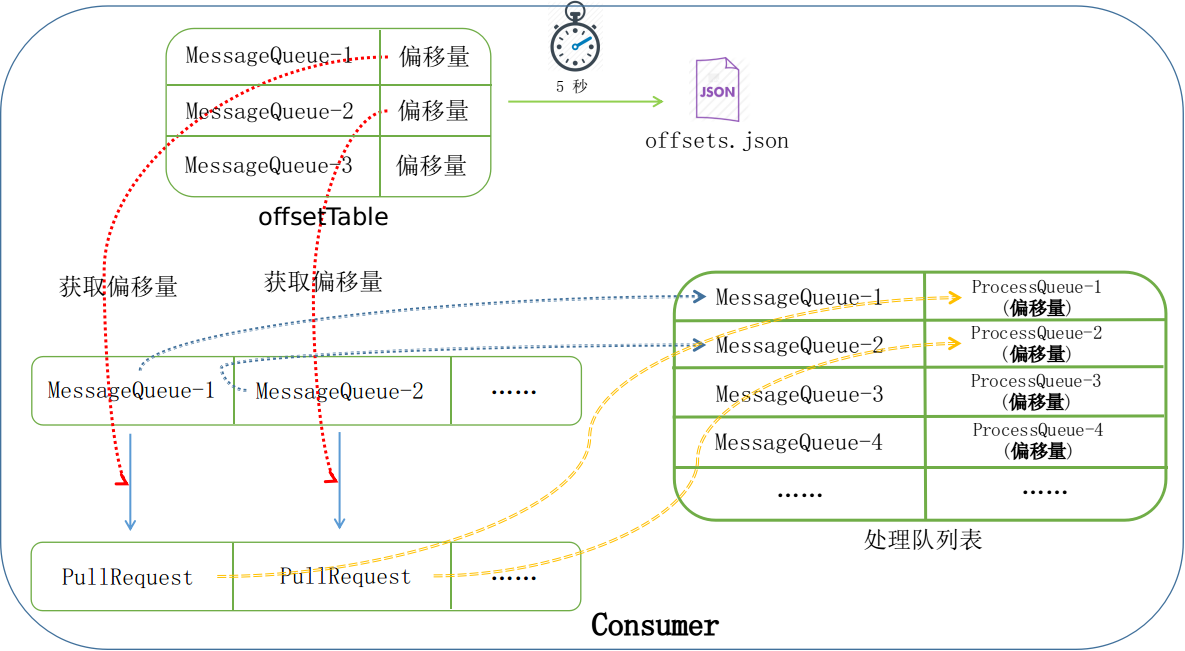 MessageQueue-1 偏移量
MessageQueue-2 偏移量
MessageQueue-3 偏移量
offsetTable
5 秒
JSON
offsets.json
获取偏移量
获取偏移量
MessageQueue-1 MessageQueue-2 ······
PullRequest PullRequest ······
MessageQueue-1 ProcessQueue-1
(偏移量)
MessageQueue-2 ProcessQueue-2
(偏移量)
MessageQueue-3 ProcessQueue-3
(偏移量)
MessageQueue-4 ProcessQueue-4
(偏移量)
······ ······
处理队列表
Consumer